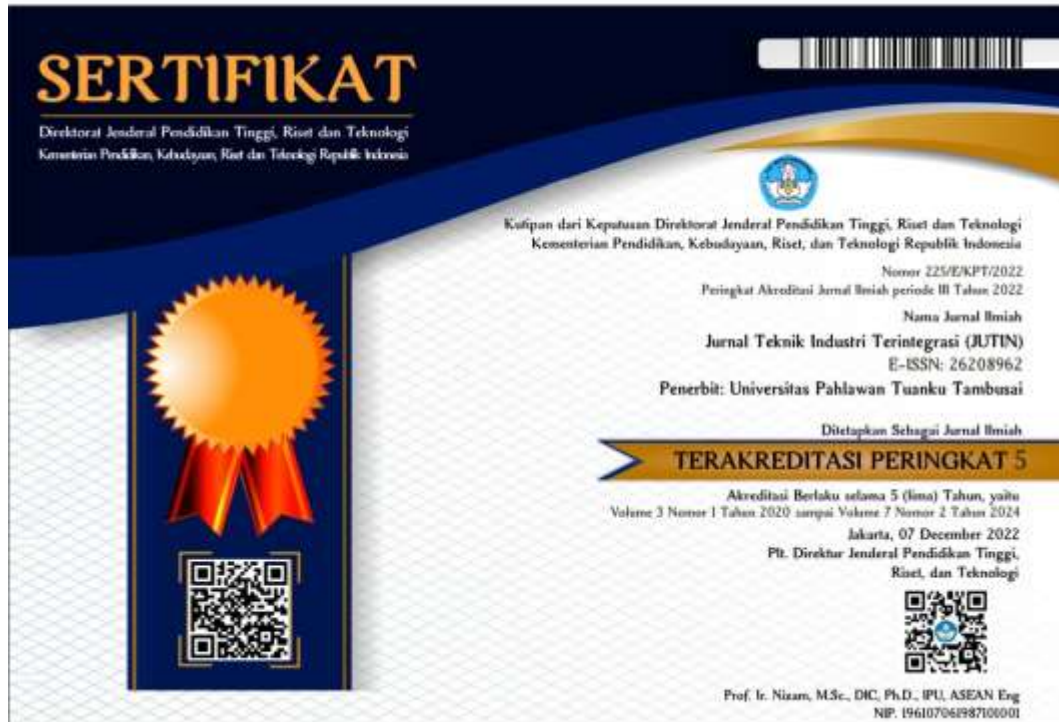 SERTIFIKAT
Direktorat Jenderal Pendidikan Tinggi, Riset dan Teknologi
Kementerian Pendidikan, Kebudayaan, Riset dan Teknologi Republik Indonesia
Kutipan dari Keputusan Direktorat Jenderal Pendidikan Tinggi, Riset dan Teknologi
Kementerian Pendidikan, Kebudayaan, Riset, dan Teknologi Republik Indonesia
Nomor 225/E/KPT/2022
Peringkat Akreditasi Jurnal Ilmiah periode III Tahun 2022
Nama Jurnal Ilmiah
Jurnal Teknik Industri Terintegrasi (JUTIN)
E-ISSN: 26208962
Penerbit: Universitas Pahlawan Tuanku Tambusai
Ditetapkan Sebagai Jurnal Ilmiah
TERAKREDITASI PERINGKAT 5
Akreditasi Berlaku selama 5 (lima) Tahun, yaitu
Volume 3 Nomor 1 Tahun 2020 sampai Volume 7 Nomor 2 Tahun 2024
Jakarta, 07 December 2022
Plt. Direktur Jenderal Pendidikan Tinggi,
Riset, dan Teknologi
Prof. Ir. Nizam, M.Sc., DIC, Ph.D., IPU, ASEAN Eng
NIP. 196107061987101001